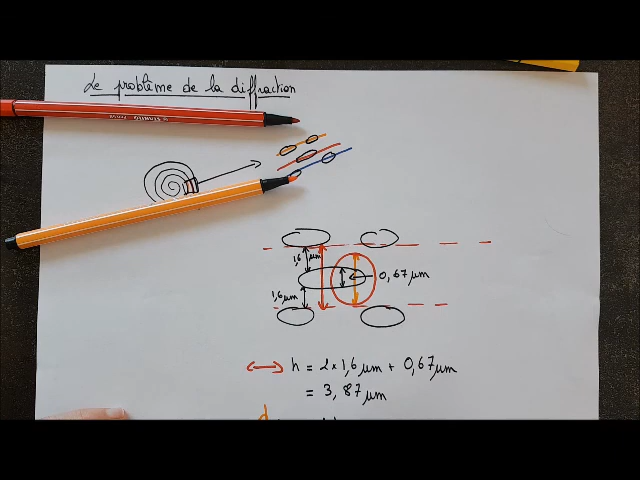 Le problème de la diffraction
STABILO
1,6 μm
0,67 μm
1,6 μm
h = 2 × 1,6 μm + 0,67 μm
= 3,87 μm
d